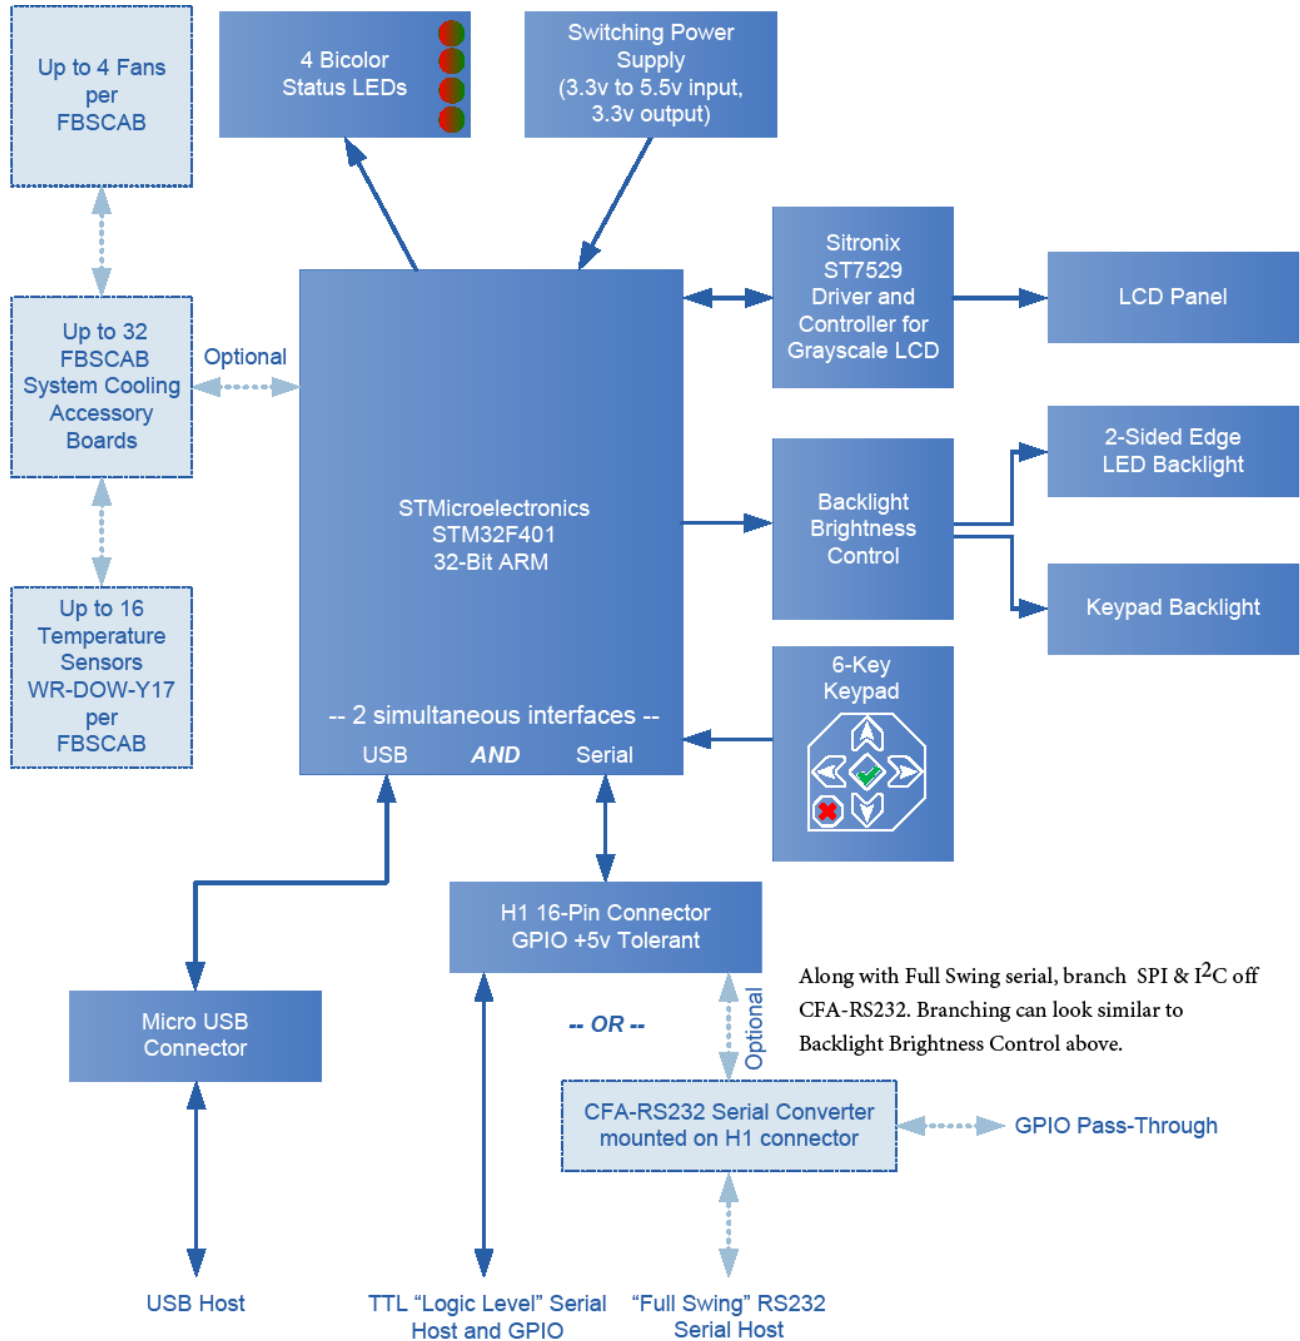 Up to 4 Fans
per
FBSCAB
4 Bicolor
Status LEDs
Switching Power
Supply
(3.3v to 5.5v input,
3.3v output)
Sitronix
ST7529
Driver and
Controller for
Grayscale LCD
LCD Panel
Up to 32
FBSCAB
System Cooling
Accessory
Boards
Optional
2-Sided Edge
LED Backlight
STMicroelectronics
STM32F401
32-Bit ARM
Backlight
Brightness
Control
Keypad Backlight
Up to 16
Temperature
Sensors
WR-DOW-Y17
per
FBSCAB
6-Key
Keypad
-- 2 simultaneous interfaces --
USB AND Serial
H1 16-Pin Connector
GPIO +5v Tolerant
Along with Full Swing serial, branch SPI & I²C off
CFA-RS232. Branching can look similar to
Backlight Brightness Control above.
Micro USB
Connector
-- OR --
Optional
CFA-RS232 Serial Converter
mounted on H1 connector
GPIO Pass-Through
USB Host
TTL “Logic Level” Serial
Host and GPIO
“Full Swing” RS232
Serial Host